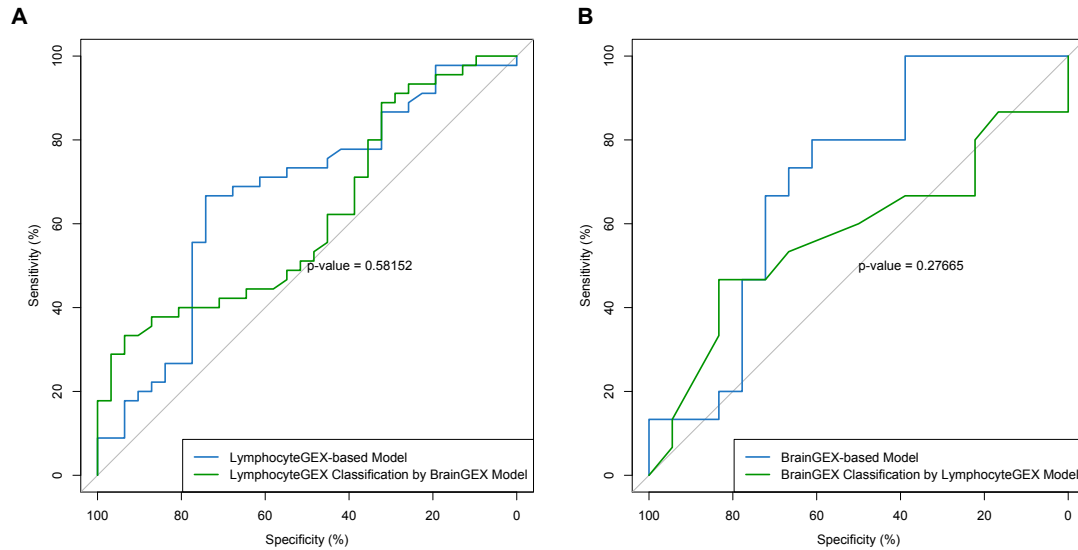 A
Sensitivity (%)
100
80
60
40
20
0
p-value = 0.58152
LymphocyteGEX-based Model
LymphocyteGEX Classification by BrainGEX Model
100 80 60 40 20 0
Specificity (%)
B
Sensitivity (%)
100
80
60
40
20
0
p-value = 0.27665
BrainGEX-based Model
BrainGEX Classification by LymphocyteGEX Model
100 80 60 40 20 0
Specificity (%)